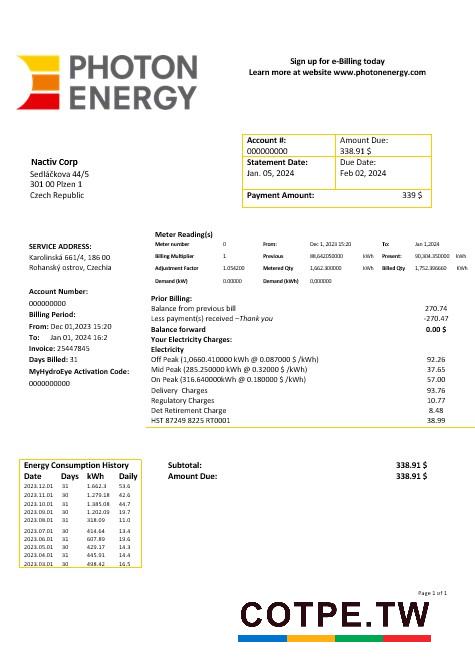 PHOTON
ENERGY
Sign up for e-Billing today
Learn more at website www.photonenergy.com
Account #:
000000000
Amount Due:
338.91 $
Statement Date:
Jan. 05, 2024
Due Date:
Feb 02, 2024
Payment Amount: 339 $
Nactiv Corp
Sedláčkova 44/5
301 00 Plzen 1
Czech Republic
SERVICE ADDRESS:
Karolinská 661/4, 186 00
Rohanský ostrov, Czechia
Account Number:
000000000
Billing Period:
From: Dec 01,2023 15:20
To: Jan 01, 2024 16:2
Invoice: 25447845
Days Billed: 31
MyHydroEye Activation Code:
0000000000
Meter Reading(s)
Meter number 0 From: Dec 1,2023 15:20 To: Jan 1,2024
Billing Multiplier 1 Previous 88,642050000 kWh Present: 90,304.350000 kWh
Adjustment Factor 1.054200 Metered Qty 1,662.300000 kWh Billed Qty 1,752.396660 kWh
Demand (kW) 0.00000 Demand (kWh) 0,000000
Prior Billing:
Balance from previous bill 270.74
Less payment(s) received –Thank you -270.47
Balance forward 0.00 $
Your Electricity Charges:
Electricity
Off Peak (1,0660.410000kWh @ 0.087000 $ /kWh) 92.26
Mid Peak (285.250000 kWh @ 0.32000 $ /kWh) 37.65
On Peak (316.640000kWh @ 0.180000 $ /kWh) 57.00
Delivery Charges 93.76
Regulatory Charges 10.77
Det Retirement Charge 8.48
HST 87249 8225 RT0001 38.99
Subtotal: 338.91 $
Amount Due: 338.91 $
Energy Consumption History
Date Days kWh Daily
2023.12.01 31 1.662.3 53.6
2023.11.01 30 1.279.18 42.6
2023.10.01 31 1.385.08 44.7
2023.09.01 30 1.202.09 19.7
2023.08.01 31 318.09 11.0
2023.07.01 30 414.64 13.4
2023.06.01 31 607.89 19.6
2023.05.01 30 429.17 14.3
2023.04.01 31 445.91 14.4
2023.03.01 30 498.42 16.5
Page 1 of 1
COTPE.TW